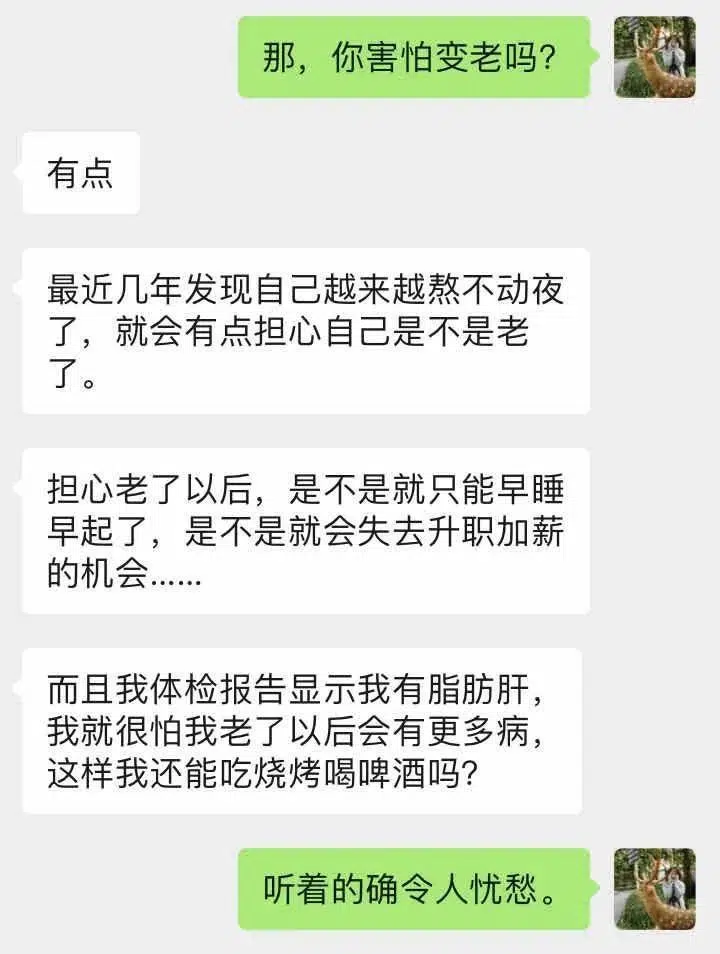 那，你害怕变老吗？
有点
最近几年发现自己越来越熬不动夜
了，就会有点担心自己是不是老
了。
担心老了以后，是不是就只能早睡
早起了，是不是就会失去升职加薪
的机会......
而且我体检报告显示我有脂肪肝，
我就很怕我老了以后会有更多病，
这样我还能吃烧烤喝啤酒吗？
听着的确令人忧愁。